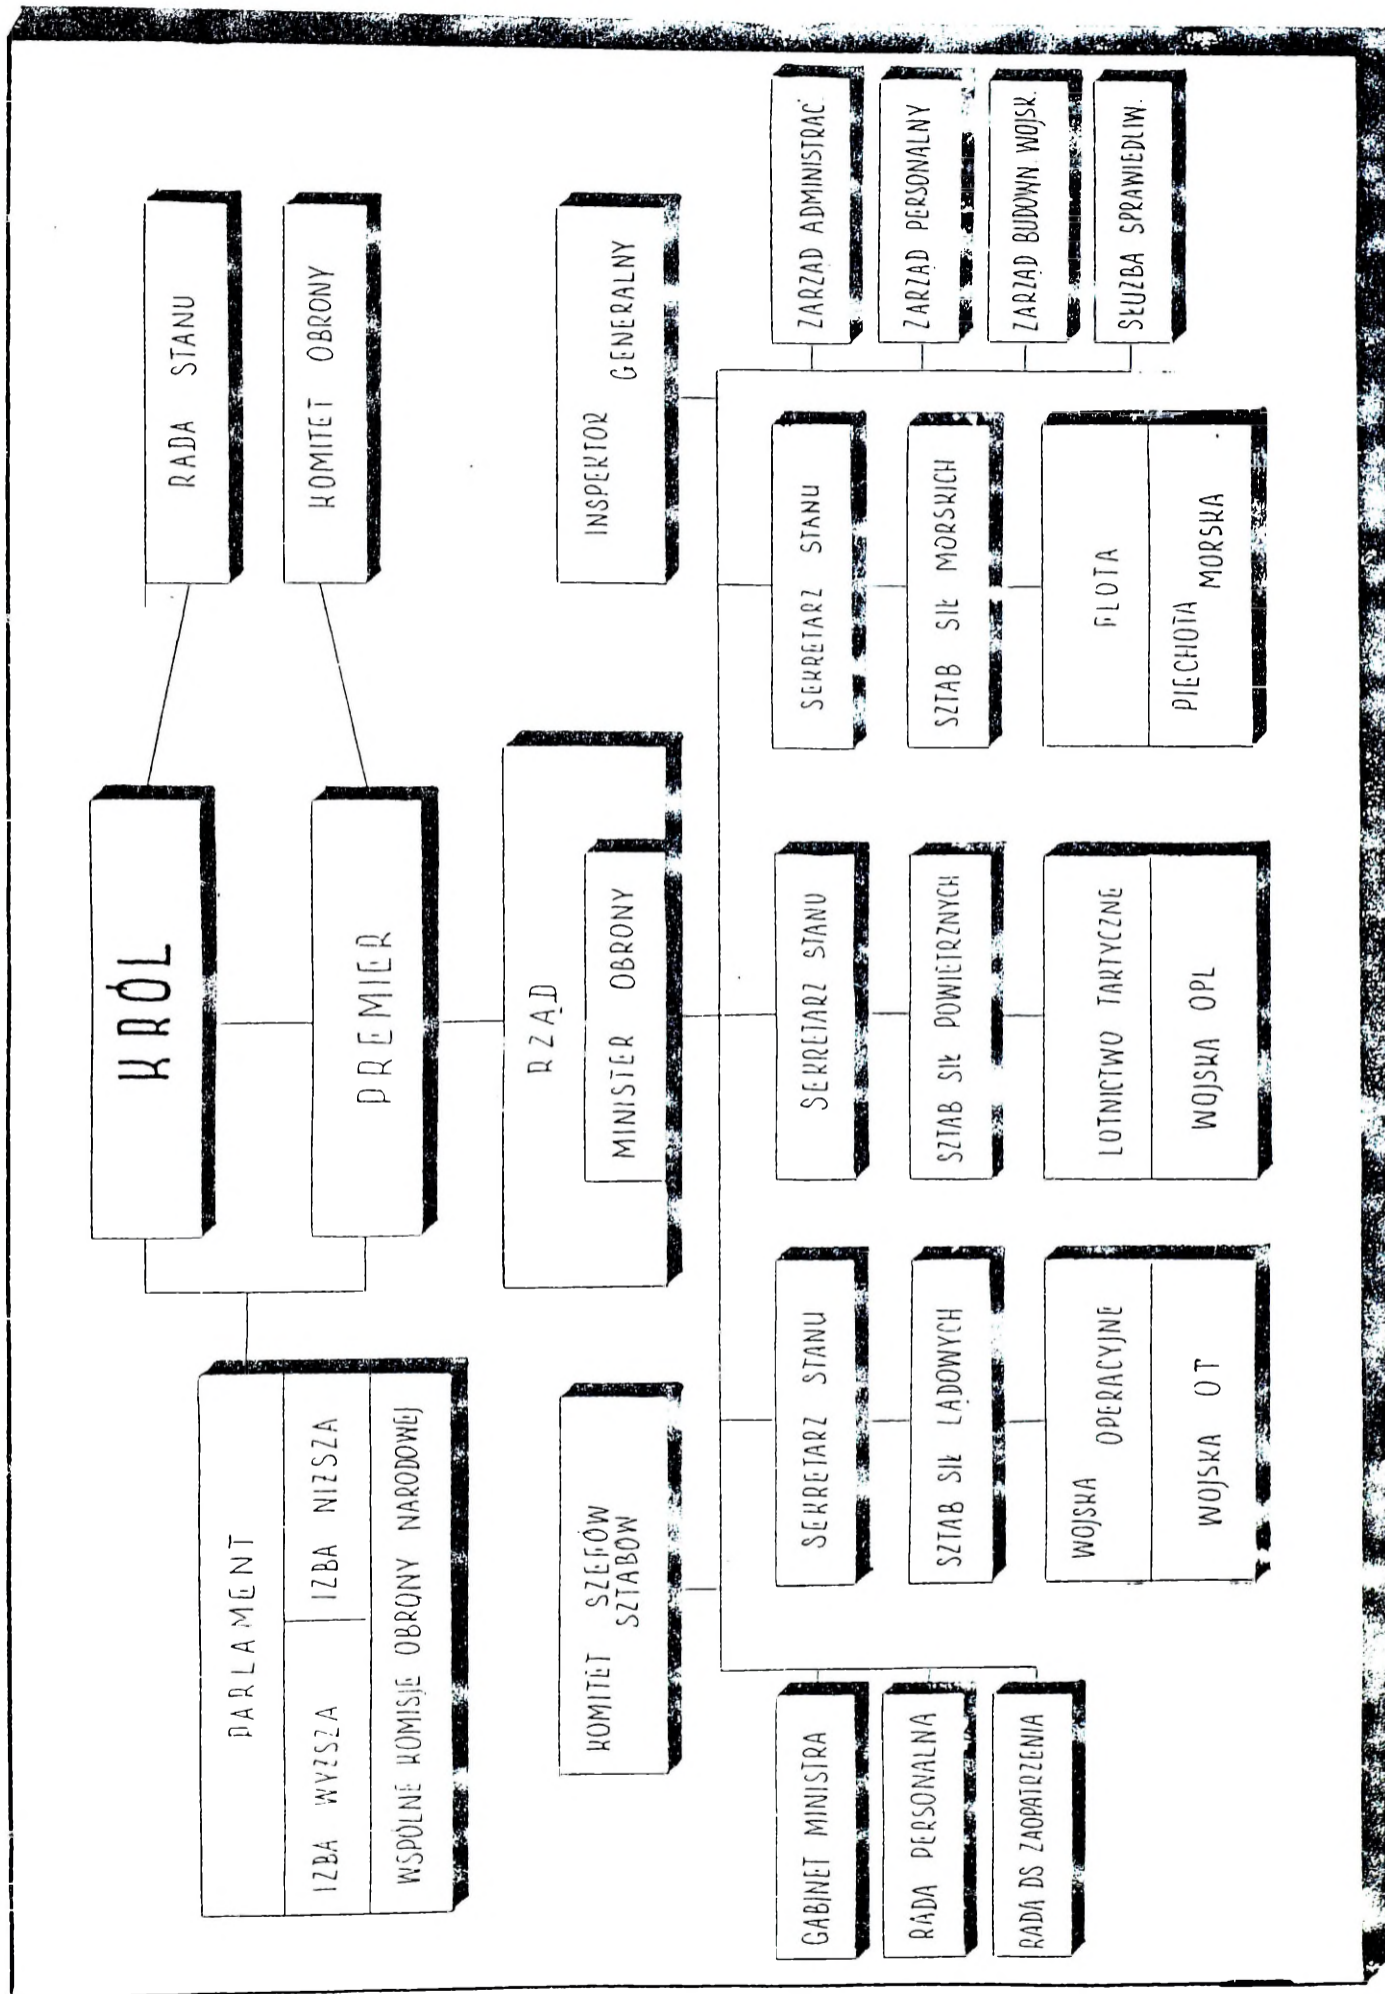 KRÓL
RADA STANU
PARLAMENT
IZBA WYŻSZA
IZBA NIŻSZA
WSPÓLNE KOMISJE OBRONY NARODOWEJ
PREMIER
KOMITET OBRONY
RZĄD
MINISTER OBRONY
KOMITET SZEFÓW
SZTABÓW
INSPEKTOR
GENERALNY
GABINET MINISTRA
RADA PERSONALNA
RADA DS ZAOPATRZENIA
SEKRETARZ STANU
SZTAB SIŁ LĄDOWYCH
WOJSKA
OPERACYJNE
WOJSKA OT
SEKRETARZ STANU
SZTAB SIŁ POWIETRZNYCH
LOTNICTWO TAKTYCZNE
WOJSKA OPL
SEKRETARZ STANU
SZTAB SIŁ MORSKICH
FLOTA
PIECHOTA
MORSKA
ZARZĄD ADMINISTRAC.
ZARZĄD PERSONALNY
ZARZĄD BUDOWN. WOJSK.
SŁUŻBA SPRAWIEDLIW.